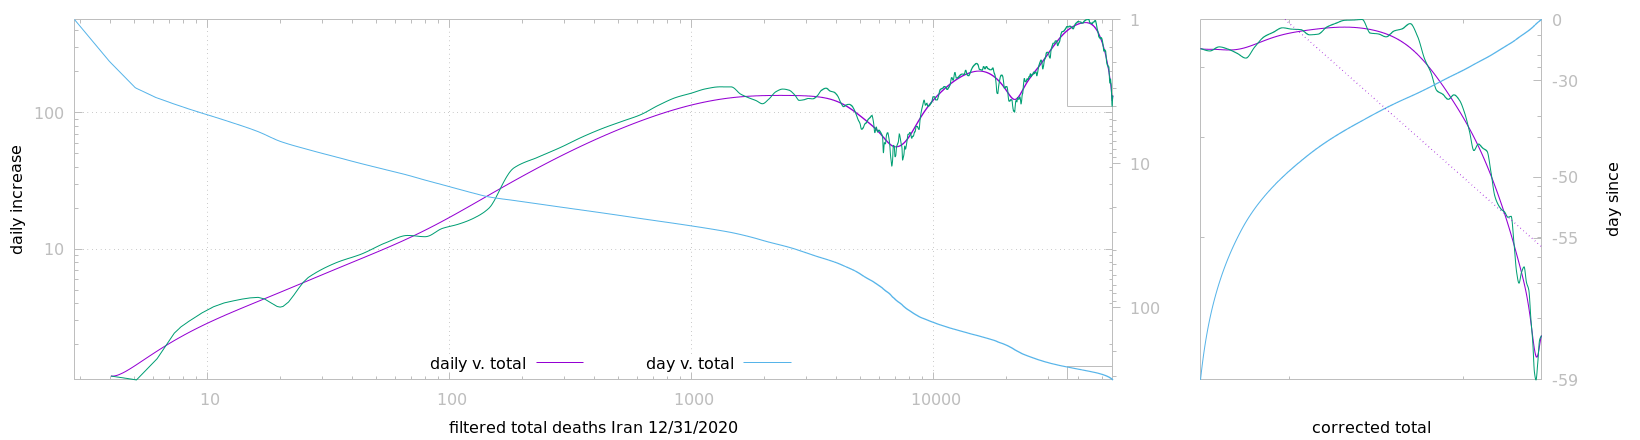 daily increase
100
10
10
100
1000
10000
1
10
100
daily v. total
day v. total
filtered total deaths Iran 12/31/2020
0
-30
-50
-55
-59
day since
corrected total